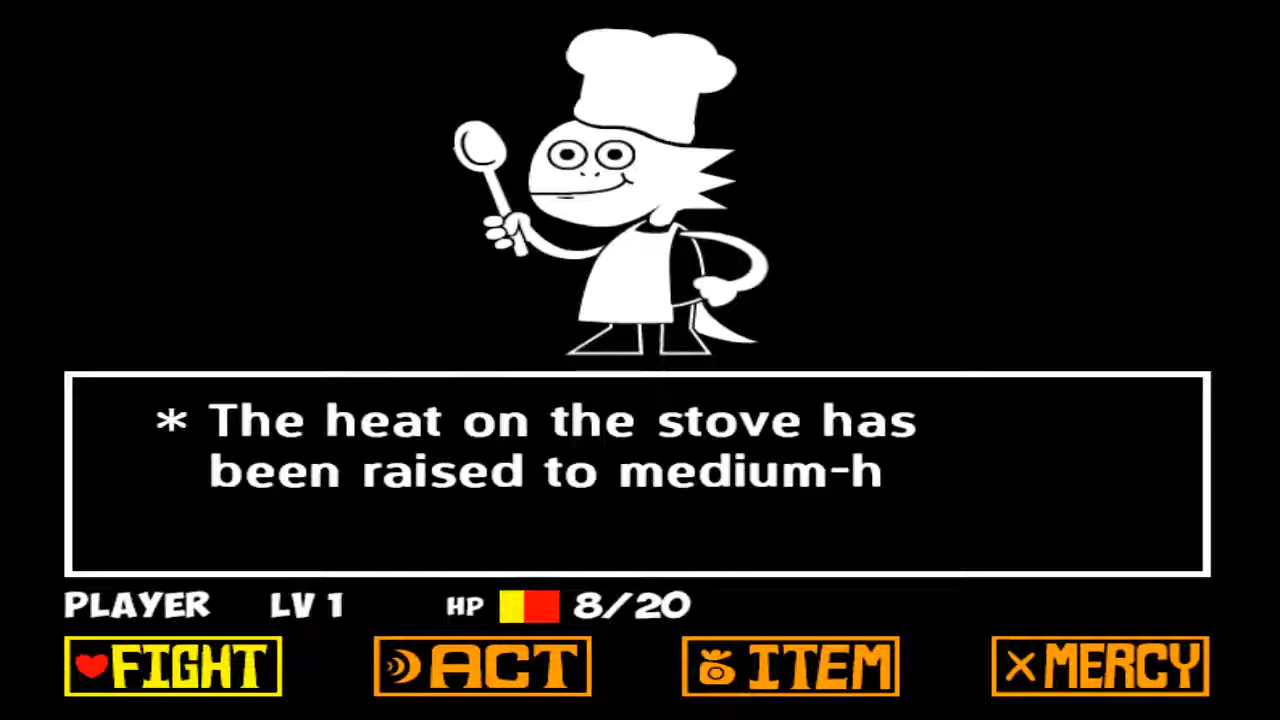 * The heat on the stove has
been raised to medium-h
PLAYER LV 1 HP 8/20
FIGHT ACT ITEM MERCY